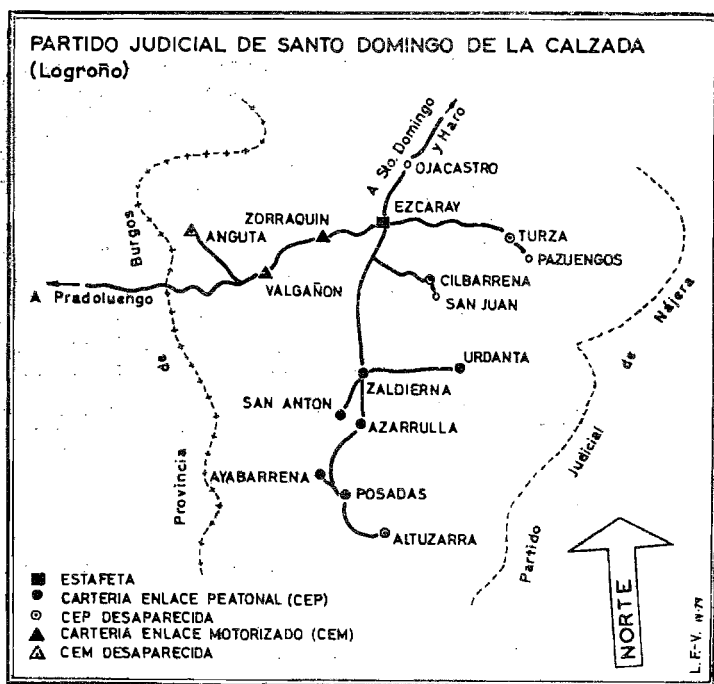 PARTIDO JUDICIAL DE SANTO DOMINGO DE LA CALZADA
(Logroño)
A Sto. Domingo
y Haro
OJACASTRO
EZCARAY
ZORRAQUIN
ANGUTA
TURZA
PAZUENGOS
VALGAÑON
CILBARRENA
SAN JUAN
A Pradoluengo
URDANTA
ZALDIERNA
SAN ANTON
AZARRULLA
AYABARRENA
POSADAS
ALTUZARRA
Provincia de Burgos
Partido Judicial de Nájera
ESTAFETA
CARTERIA ENLACE PEATONAL (CEP)
CEP DESAPARECIDA
CARTERIA ENLACE MOTORIZADO (CEM)
CEM DESAPARECIDA
NORTE
L.F.-V. IV-79